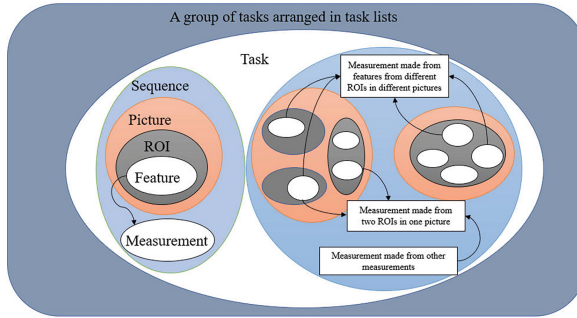 A group of tasks arranged in task lists
Task
Sequence
Picture
ROI
Feature
Measurement
Measurement made from
features from different
ROIs in different pictures
Measurement made from
two ROIs in one picture
Measurement made from other
measurements